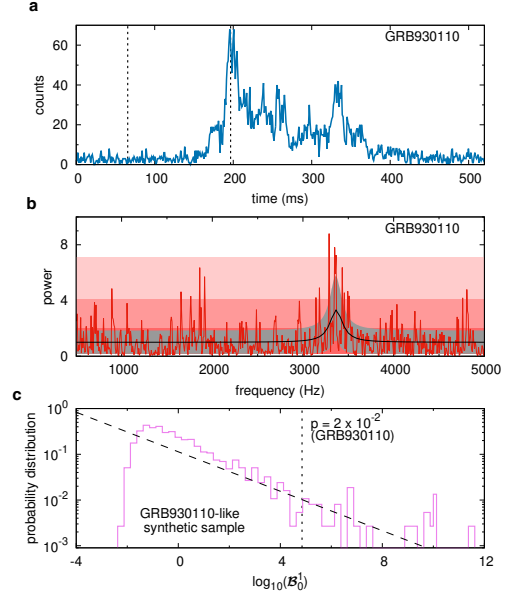 a
GRB930110
60
40
20
0
counts
0 100 200 300 400 500
time (ms)
b
GRB930110
8
4
0
power
1000 2000 3000 4000 5000
frequency (Hz)
c
10⁰
10⁻¹
10⁻²
10⁻³
probability distribution
p = 2 x 10⁻²
(GRB930110)
GRB930110-like
synthetic sample
-4 0 4 8 12
log₁₀(ℬ₀¹)